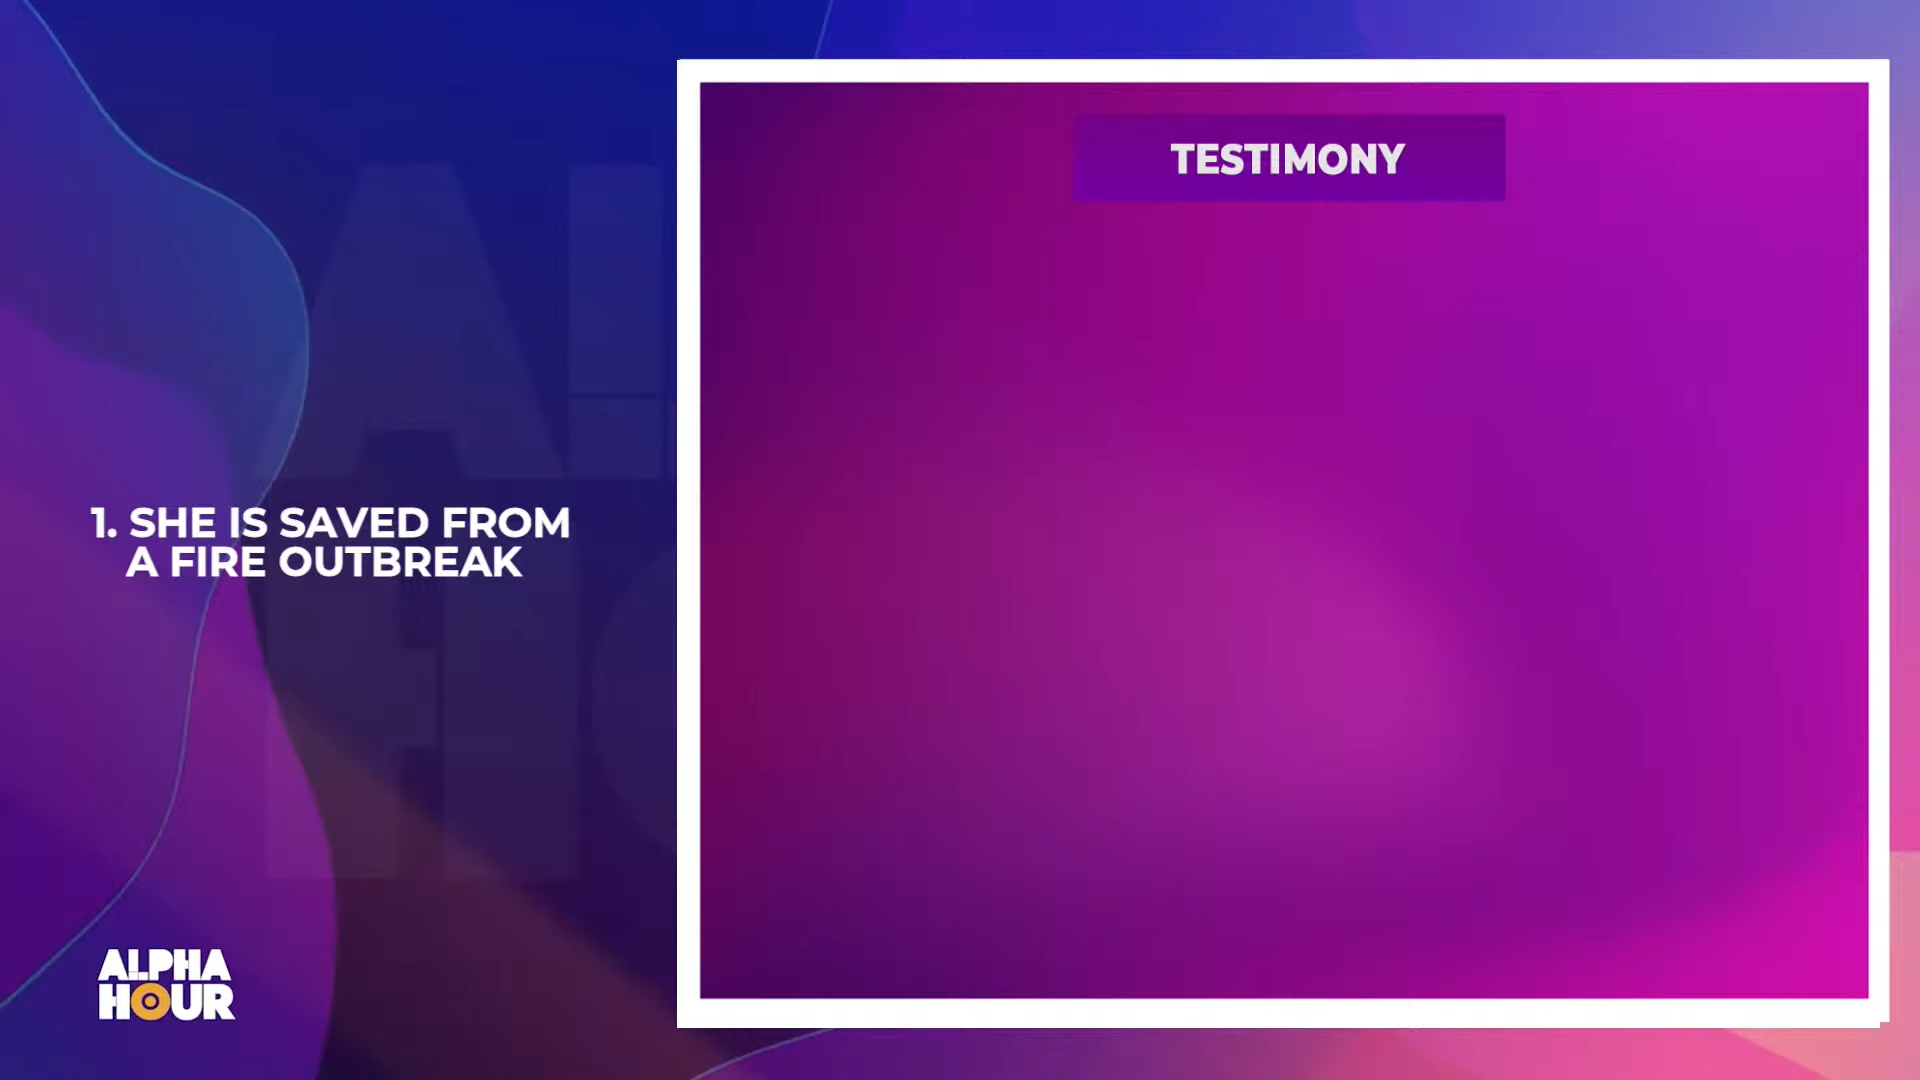 TESTIMONY
1. SHE IS SAVED FROM
A FIRE OUTBREAK
ALPHA
HOUR